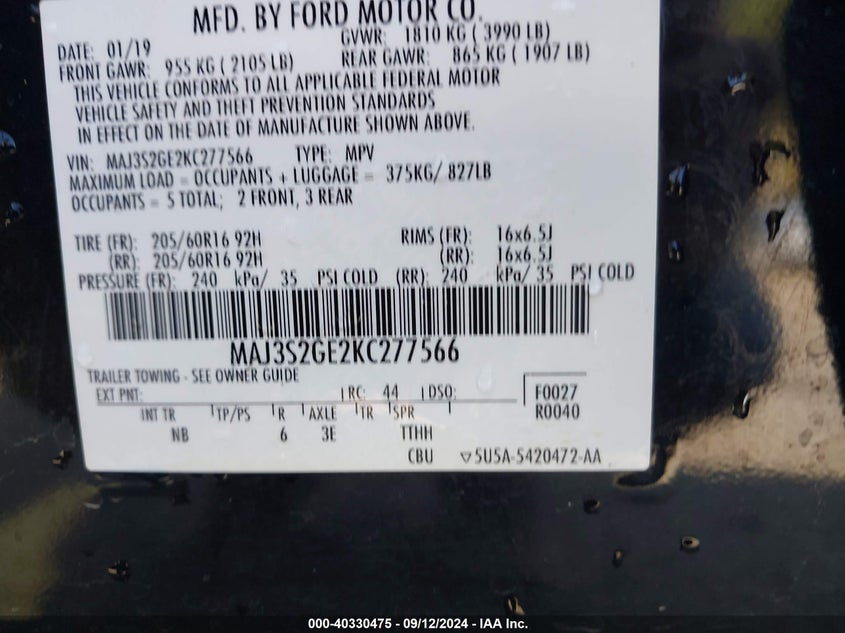 MFD. BY FORD MOTOR CO.
DATE: 01/19 GVWR: 1810 KG ( 3990 LB)
FRONT GAWR: 955 KG ( 2105 LB) REAR GAWR: 865 KG ( 1907 LB)
THIS VEHICLE CONFORMS TO ALL APPLICABLE FEDERAL MOTOR
VEHICLE SAFETY AND THEFT PREVENTION STANDARDS
IN EFFECT ON THE DATE OF MANUFACTURE SHOWN ABOVE.
VIN: MAJ3S2GE2KC277566 TYPE: MPV
MAXIMUM LOAD = OCCUPANTS + LUGGAGE = 375KG/ 827LB
OCCUPANTS = 5 TOTAL; 2 FRONT, 3 REAR
TIRE (FR): 205/60R16 92H RIMS (FR): 16x6.5J
(RR): 205/60R16 92H (RR): 16x6.5J
PRESSURE (FR): 240 kPa/ 35 PSI COLD (RR): 240 kPa/ 35 PSI COLD
MAJ3S2GE2KC277566
TRAILER TOWING - SEE OWNER GUIDE
EXT PNT: RC: 44 DSO: F0027
R0040
INT TR TP/PS R AXLE TR SPR
NB 6 3E TTHH
CBU ▽5U5A-5420472-AA
000-40330475 - 09/12/2024 - IAA Inc.